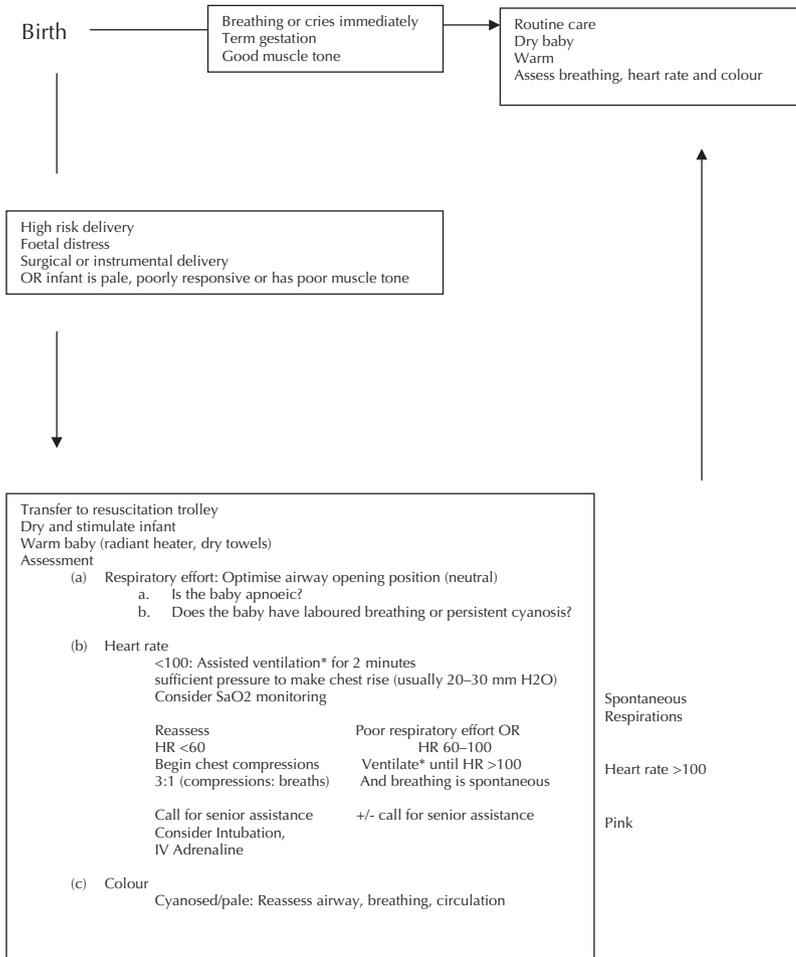 Birth
Breathing or cries immediately
Term gestation
Good muscle tone
Routine care
Dry baby
Warm
Assess breathing, heart rate and colour
High risk delivery
Foetal distress
Surgical or instrumental delivery
OR infant is pale, poorly responsive or has poor muscle tone
Transfer to resuscitation trolley
Dry and stimulate infant
Warm baby (radiant heater, dry towels)
Assessment
(a) Respiratory effort: Optimise airway opening position (neutral)
a. Is the baby apnoeic?
b. Does the baby have laboured breathing or persistent cyanosis?
(b) Heart rate
<100: Assisted ventilation* for 2 minutes
sufficient pressure to make chest rise (usually 20–30 mm H2O)
Consider SaO2 monitoring
Reassess
HR <60
Begin chest compressions
3:1 (compressions: breaths)
Call for senior assistance
Consider Intubation,
IV Adrenaline
Poor respiratory effort OR
HR 60–100
Ventilate* until HR >100
And breathing is spontaneous
+/- call for senior assistance
(c) Colour
Cyanosed/pale: Reassess airway, breathing, circulation
Spontaneous
Respirations
Heart rate >100
Pink